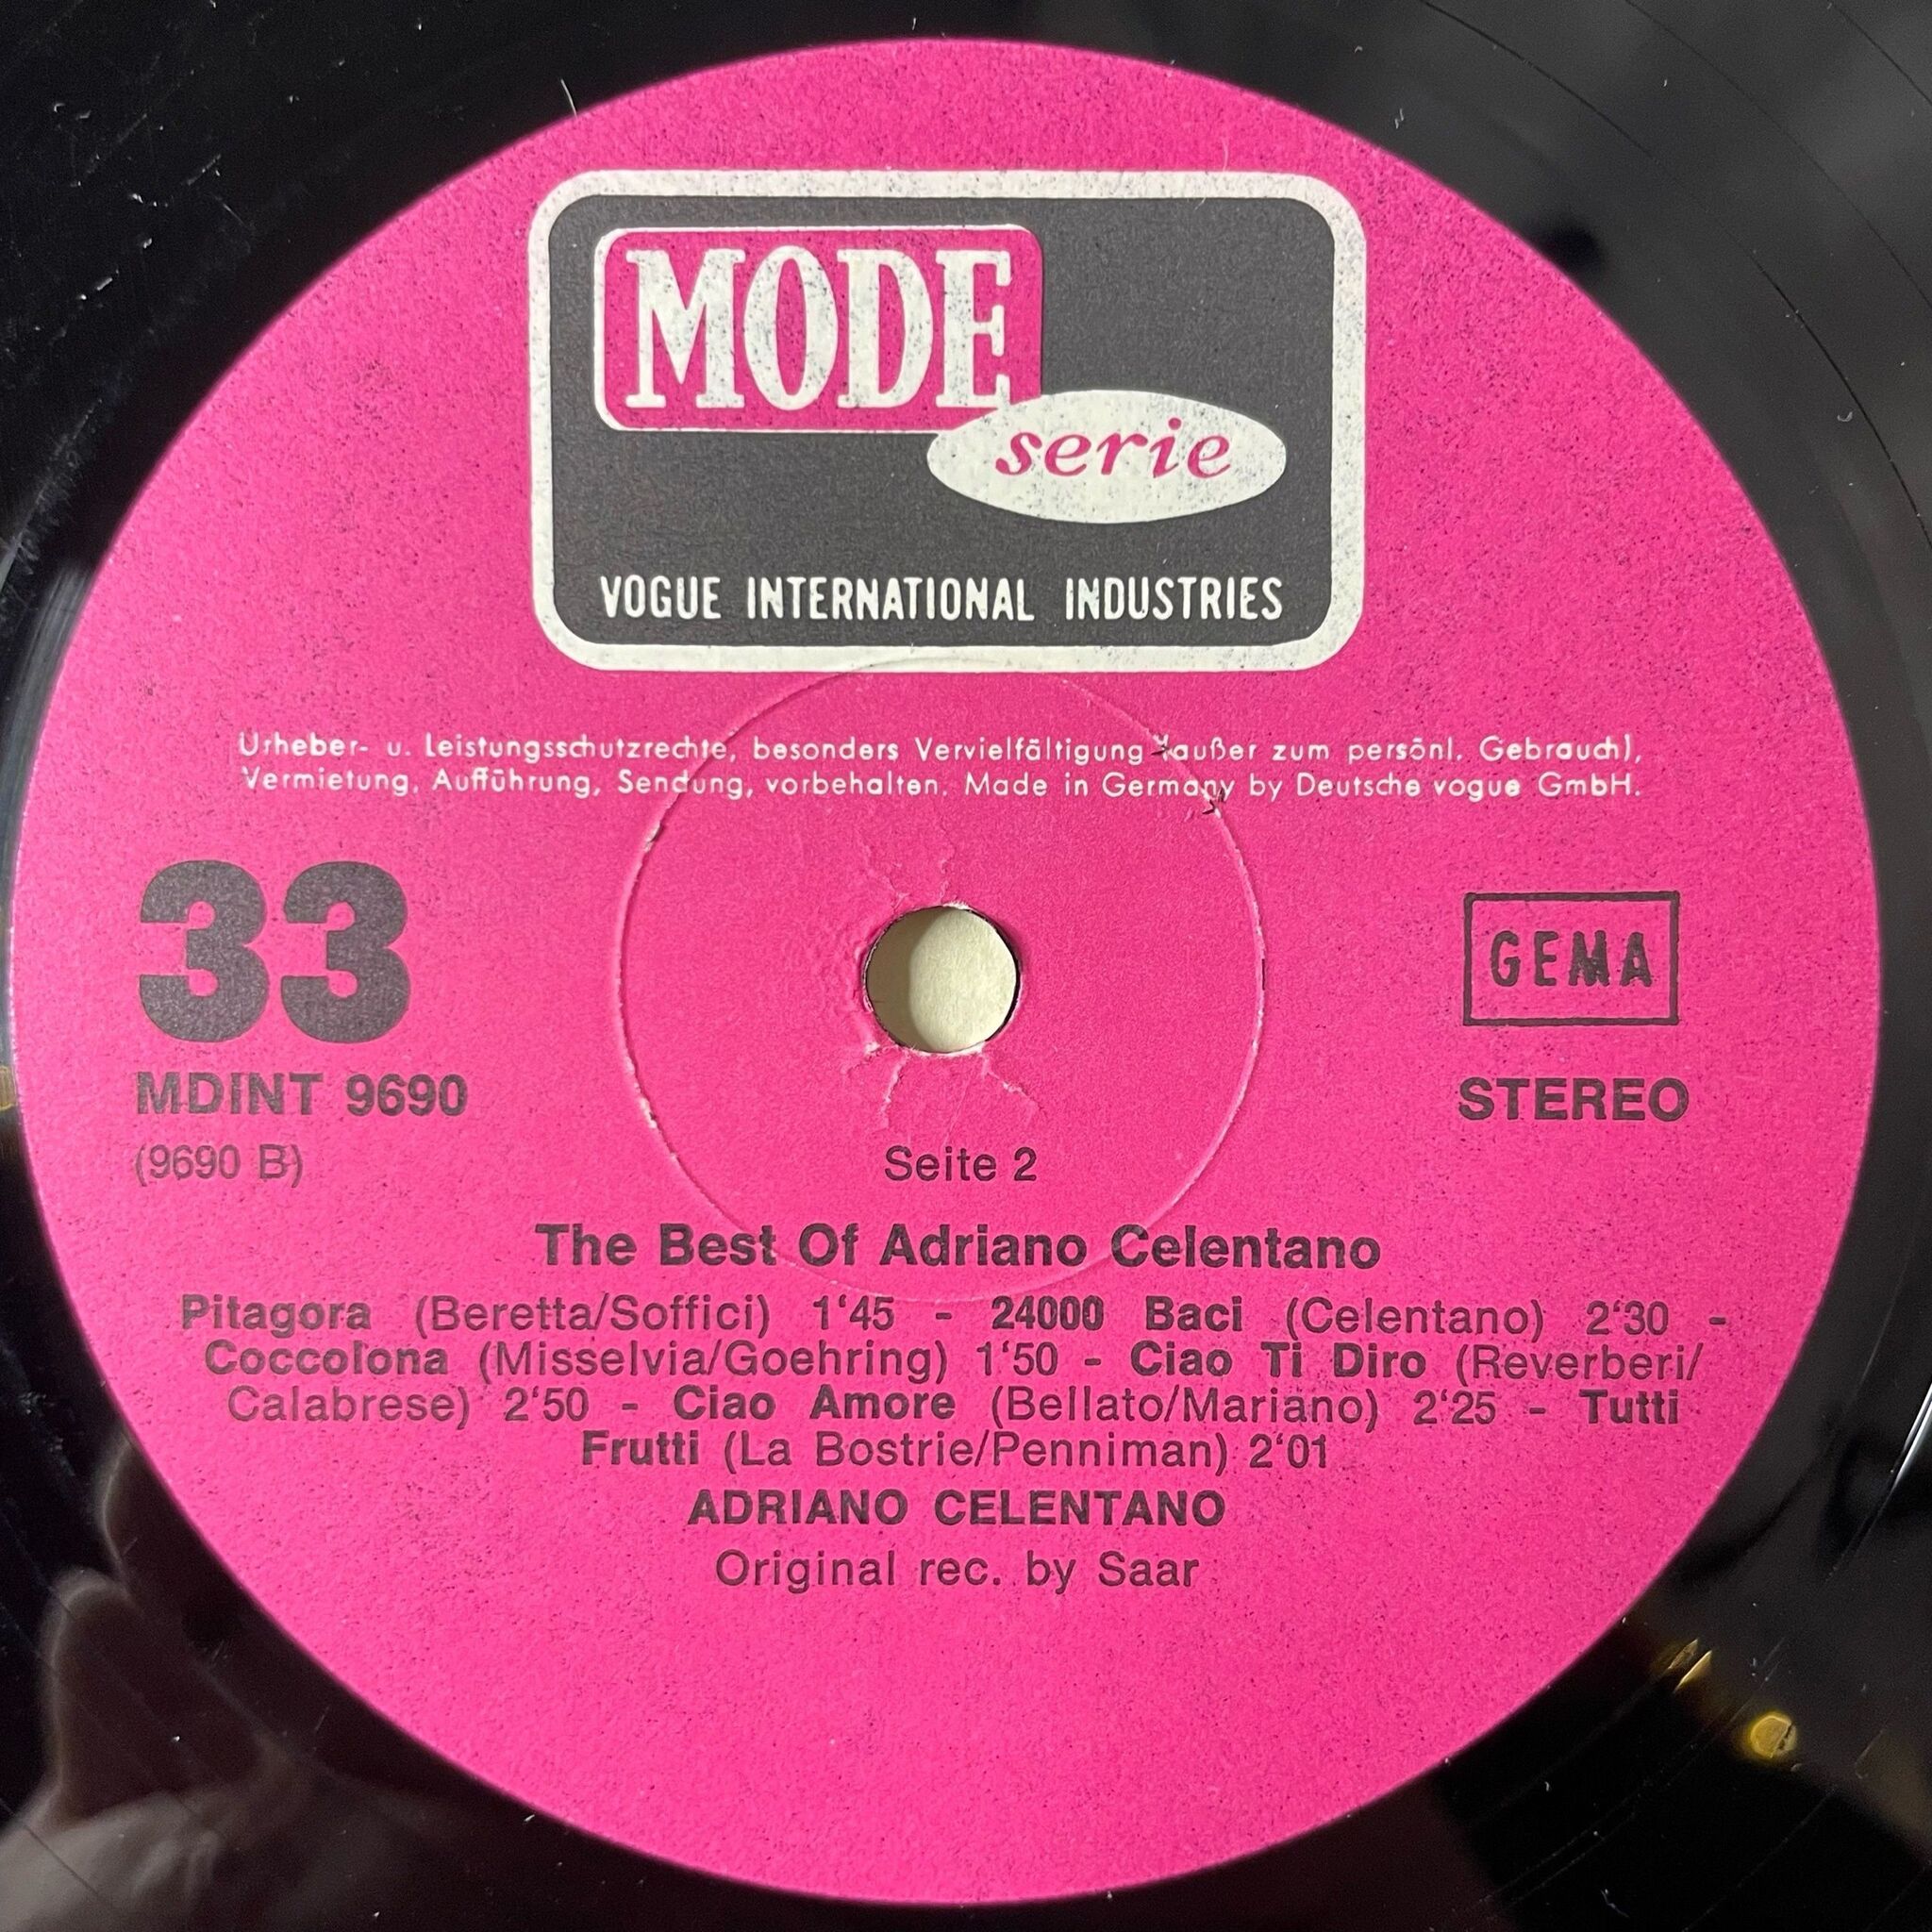 MODE
serie
VOGUE INTERNATIONAL INDUSTRIES
Urheber- u. Leistungsschutzrechte, besonders Vervielfältigung (außer zum persönl. Gebrauch),
Vermietung, Aufführung, Sendung, vorbehalten. Made in Germany by Deutsche vogue GmbH.
33
GEMA
MDINT 9690
STEREO
(9690 B)
Seite 2
The Best Of Adriano Celentano
Pitagora (Beretta/Soffici) 1‘45 - 24000 Baci (Celentano) 2‘30 -
Coccolona (Misselvia/Goehring) 1‘50 - Ciao Ti Diro (Reverberi/
Calabrese) 2‘50 - Ciao Amore (Bellato/Mariano) 2‘25 - Tutti
Frutti (La Bostrie/Penniman) 2‘01
ADRIANO CELENTANO
Original rec. by Saar